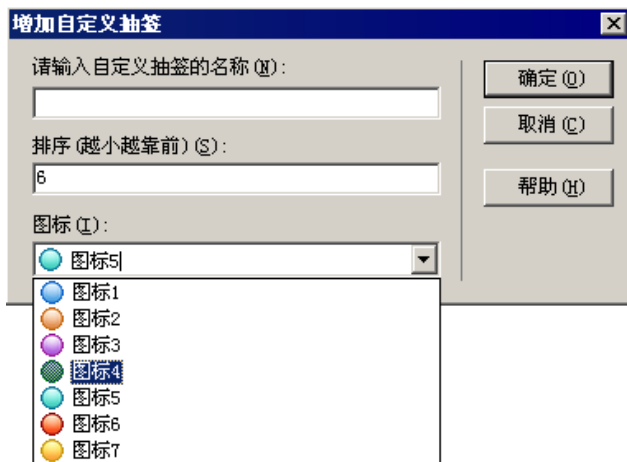 增加自定义抽签
请输入自定义抽签的名称(N):
确定(O)
取消(C)
排序(越小越靠前)(S):
6
帮助(H)
图标(I):
图标5
图标1
图标2
图标3
图标4
图标5
图标6
图标7